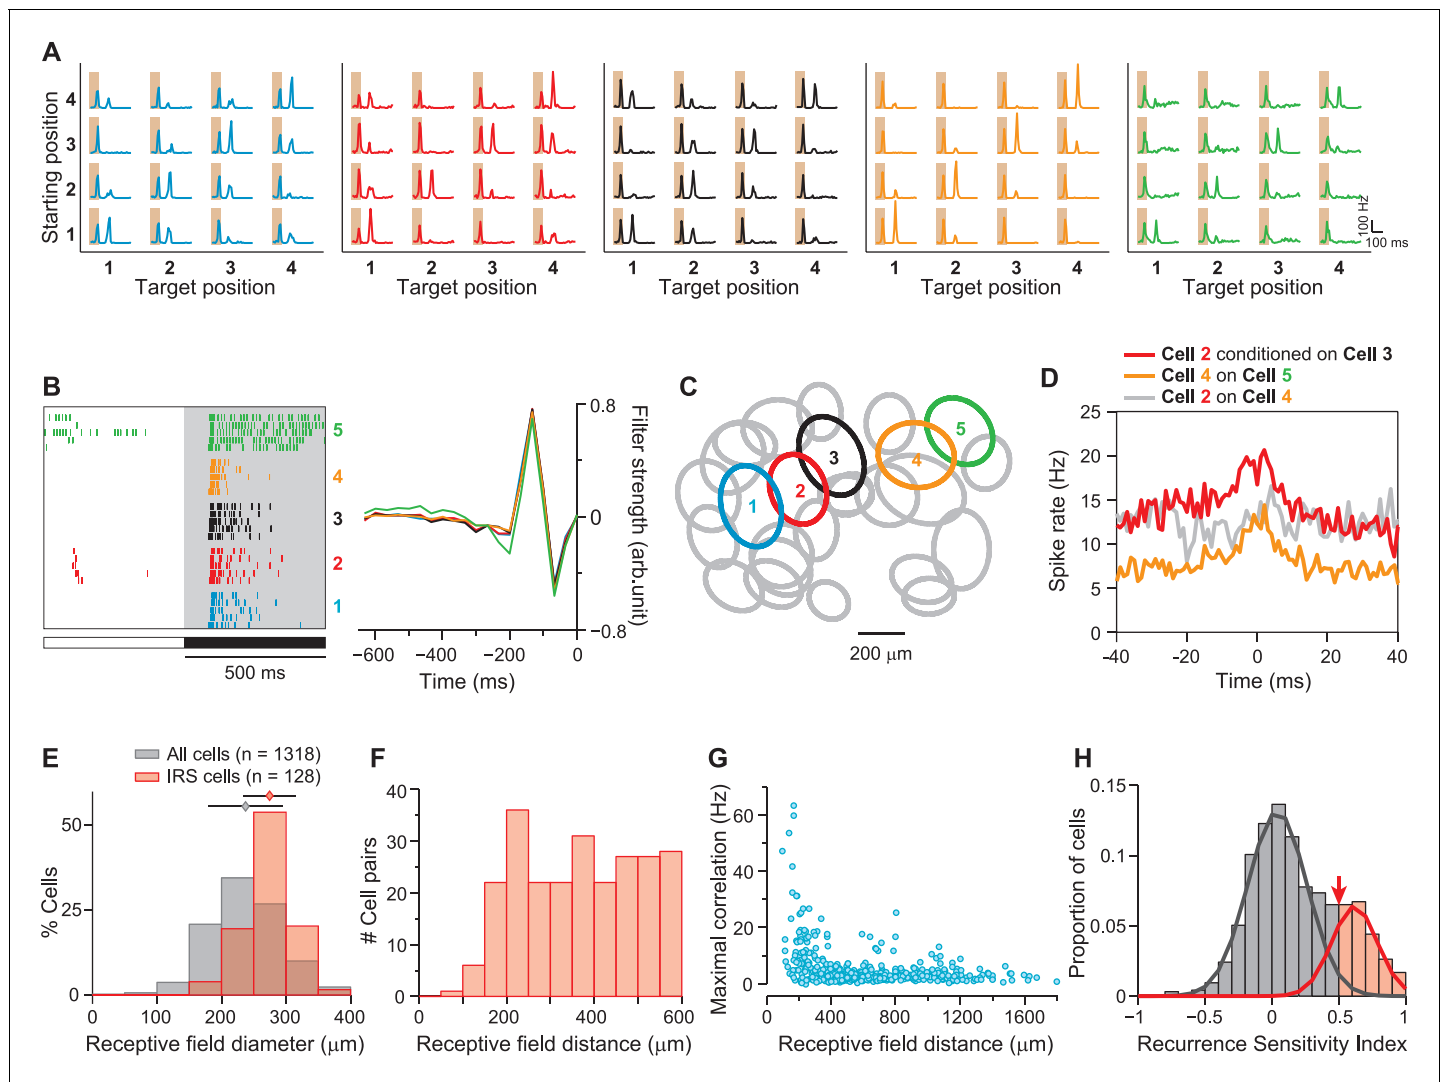 A
Starting position
4
3
2
1
1 2 3 4
Target position
1 2 3 4
Target position
1 2 3 4
Target position
1 2 3 4
Target position
1 2 3 4
Target position
100 Hz
100 ms
B
5
4
3
2
1
500 ms
0.8
0
−0.8
Filter strength (arb.unit)
−600 −400 −200 0
Time (ms)
C
1
2
3
4
5
200 µm
Cell 2 conditioned on Cell 3
Cell 4 on Cell 5
Cell 2 on Cell 4
D
Spike rate (Hz)
25
20
15
10
5
0
−40 −20 0 20 40
Time (ms)
E
All cells (n = 1318)
IRS cells (n = 128)
% Cells
50
25
0
0 100 200 300 400
Receptive field diameter (µm)
F
# Cell pairs
40
30
20
10
0
0 200 400 600
Receptive field distance (µm)
G
Maximal correlation (Hz)
60
40
20
0
0 400 800 1200 1600
Receptive field distance (µm)
H
Proportion of cells
0.15
0.1
0.05
0
−1 −0.5 0 0.5 1
Recurrence Sensitivity Index